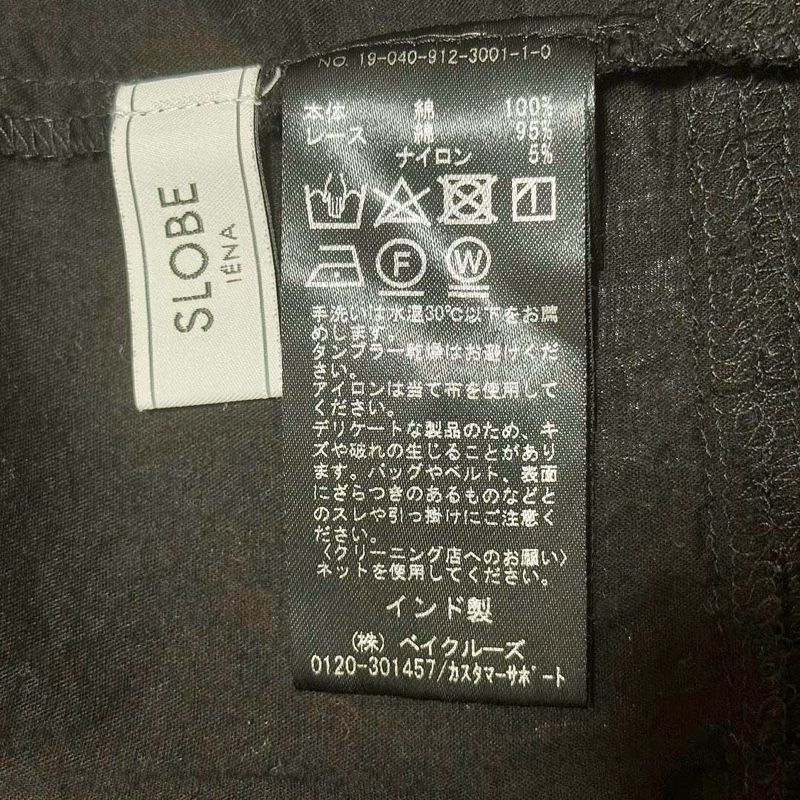 SLOBE
IÉNA
NO. 19-040-912-3001-1-0
本体 綿 100%
レース 綿 95%
ナイロン 5%
F W
手洗いは水温30℃以下をお薦
めします。
タンブラー乾燥はお避けくだ
さい。
アイロンは当て布を使用して
ください。
デリケートな製品のため、キ
ズや破れの生じることがあり
ます。バッグやベルト、表面
にざらつきのあるものなどと
のスレや引っ掛けにご注意く
ださい。
〈クリーニング店へのお願い〉
ネットを使用してください。
インド製
(株) ベイクルーズ
0120-301457/カスタマーサポート